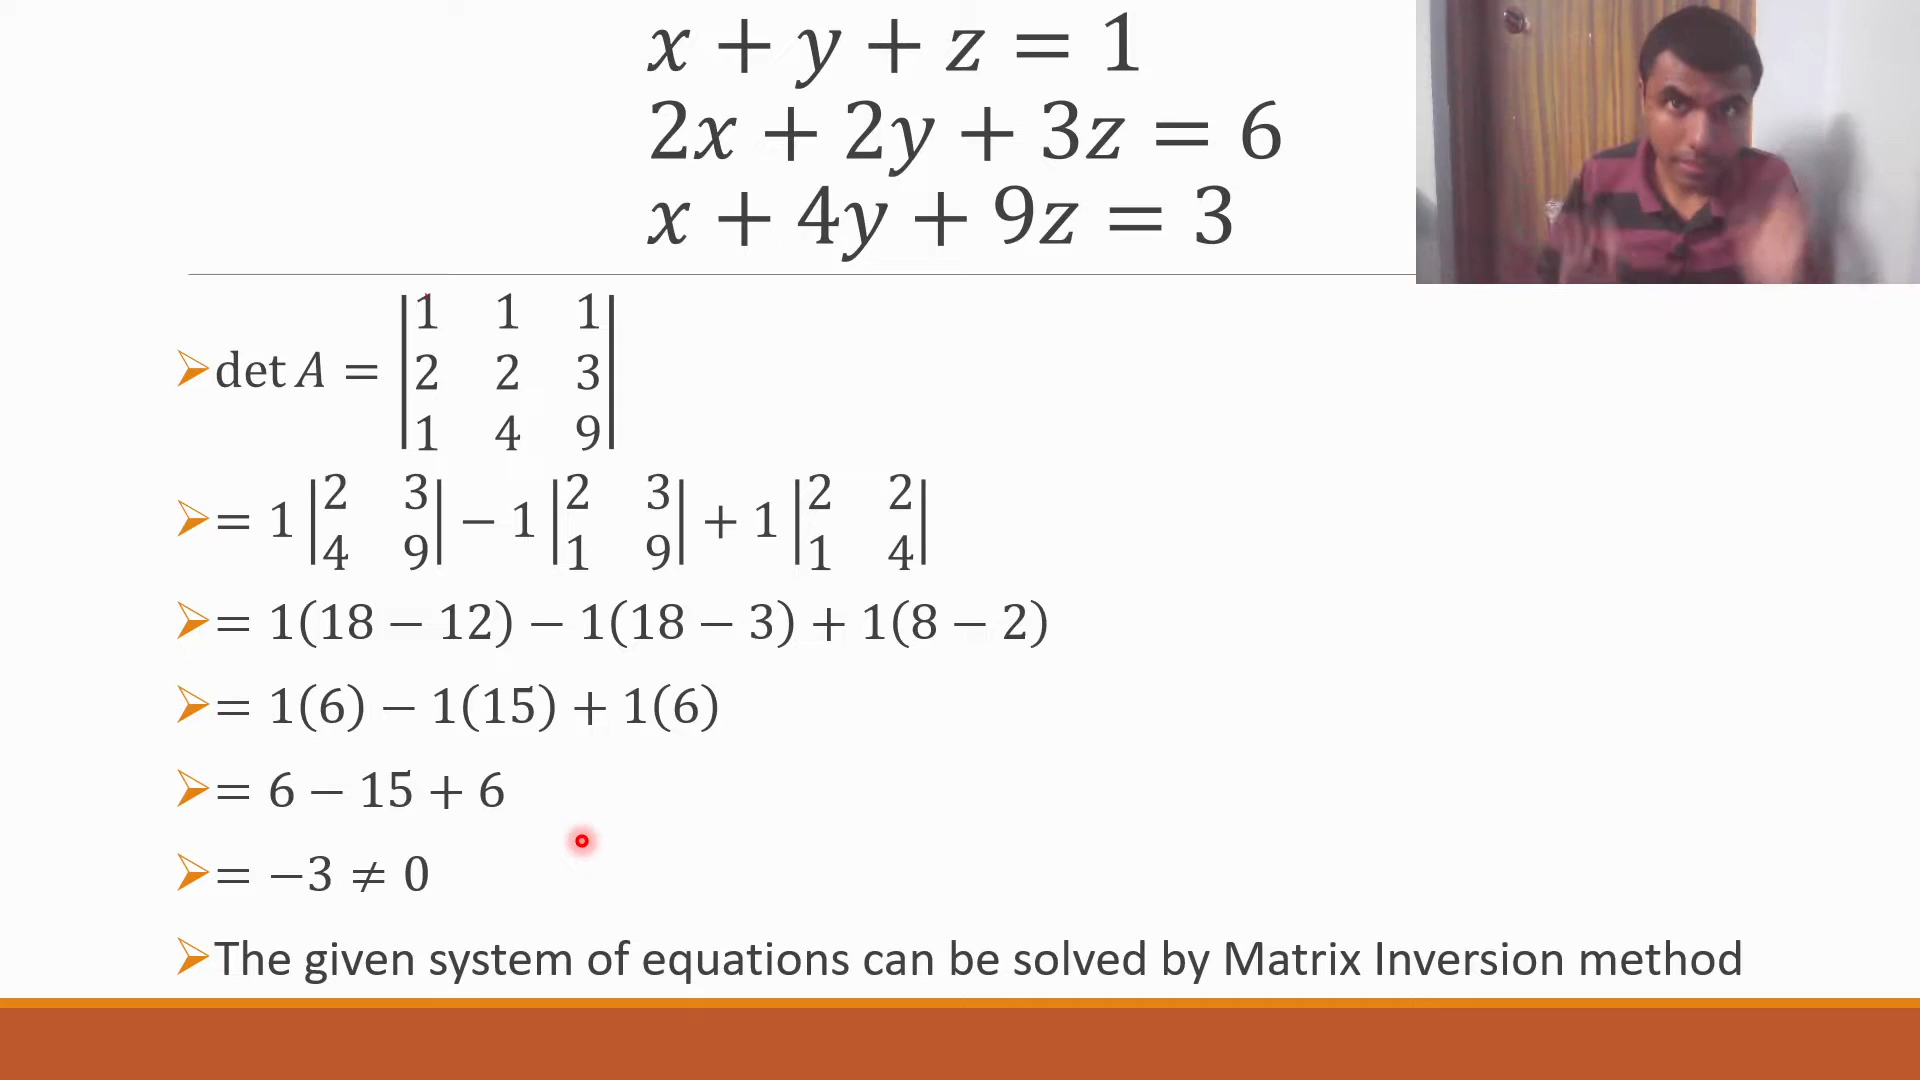 x + y + z = 1
2x + 2y + 3z = 6
x + 4y + 9z = 3
det A = |1 1 1|
|2 2 3|
|1 4 9|
= 1 |2 3| − 1 |2 3| + 1 |2 2|
|4 9| |1 9| |1 4|
= 1(18 − 12) − 1(18 − 3) + 1(8 − 2)
= 1(6) − 1(15) + 1(6)
= 6 − 15 + 6
= −3 ≠ 0
The given system of equations can be solved by Matrix Inversion method